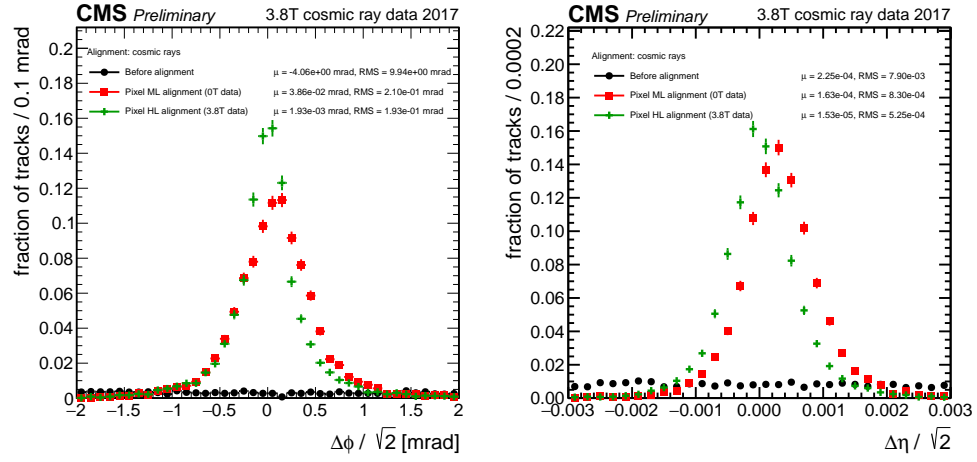 CMS Preliminary 3.8T cosmic ray data 2017
fraction of tracks / 0.1 mrad
0.2
0.18
0.16
0.14
0.12
0.1
0.08
0.06
0.04
0.02
0
Alignment: cosmic rays
Before alignment μ = -4.06e+00 mrad, RMS = 9.94e+00 mrad
Pixel ML alignment (0T data) μ = 3.86e-02 mrad, RMS = 2.10e-01 mrad
Pixel HL alignment (3.8T data) μ = 1.93e-03 mrad, RMS = 1.93e-01 mrad
−2 −1.5 −1 −0.5 0 0.5 1 1.5 2
Δϕ / √2 [mrad]
CMS Preliminary 3.8T cosmic ray data 2017
fraction of tracks / 0.0002
0.22
0.20
0.18
0.16
0.14
0.12
0.10
0.08
0.06
0.04
0.02
0.00
Alignment: cosmic rays
Before alignment μ = 2.25e-04, RMS = 7.90e-03
Pixel ML alignment (0T data) μ = 1.63e-04, RMS = 8.30e-04
Pixel HL alignment (3.8T data) μ = 1.53e-05, RMS = 5.25e-04
−0.003 −0.002 −0.001 0.000 0.001 0.002 0.003
Δη / √2